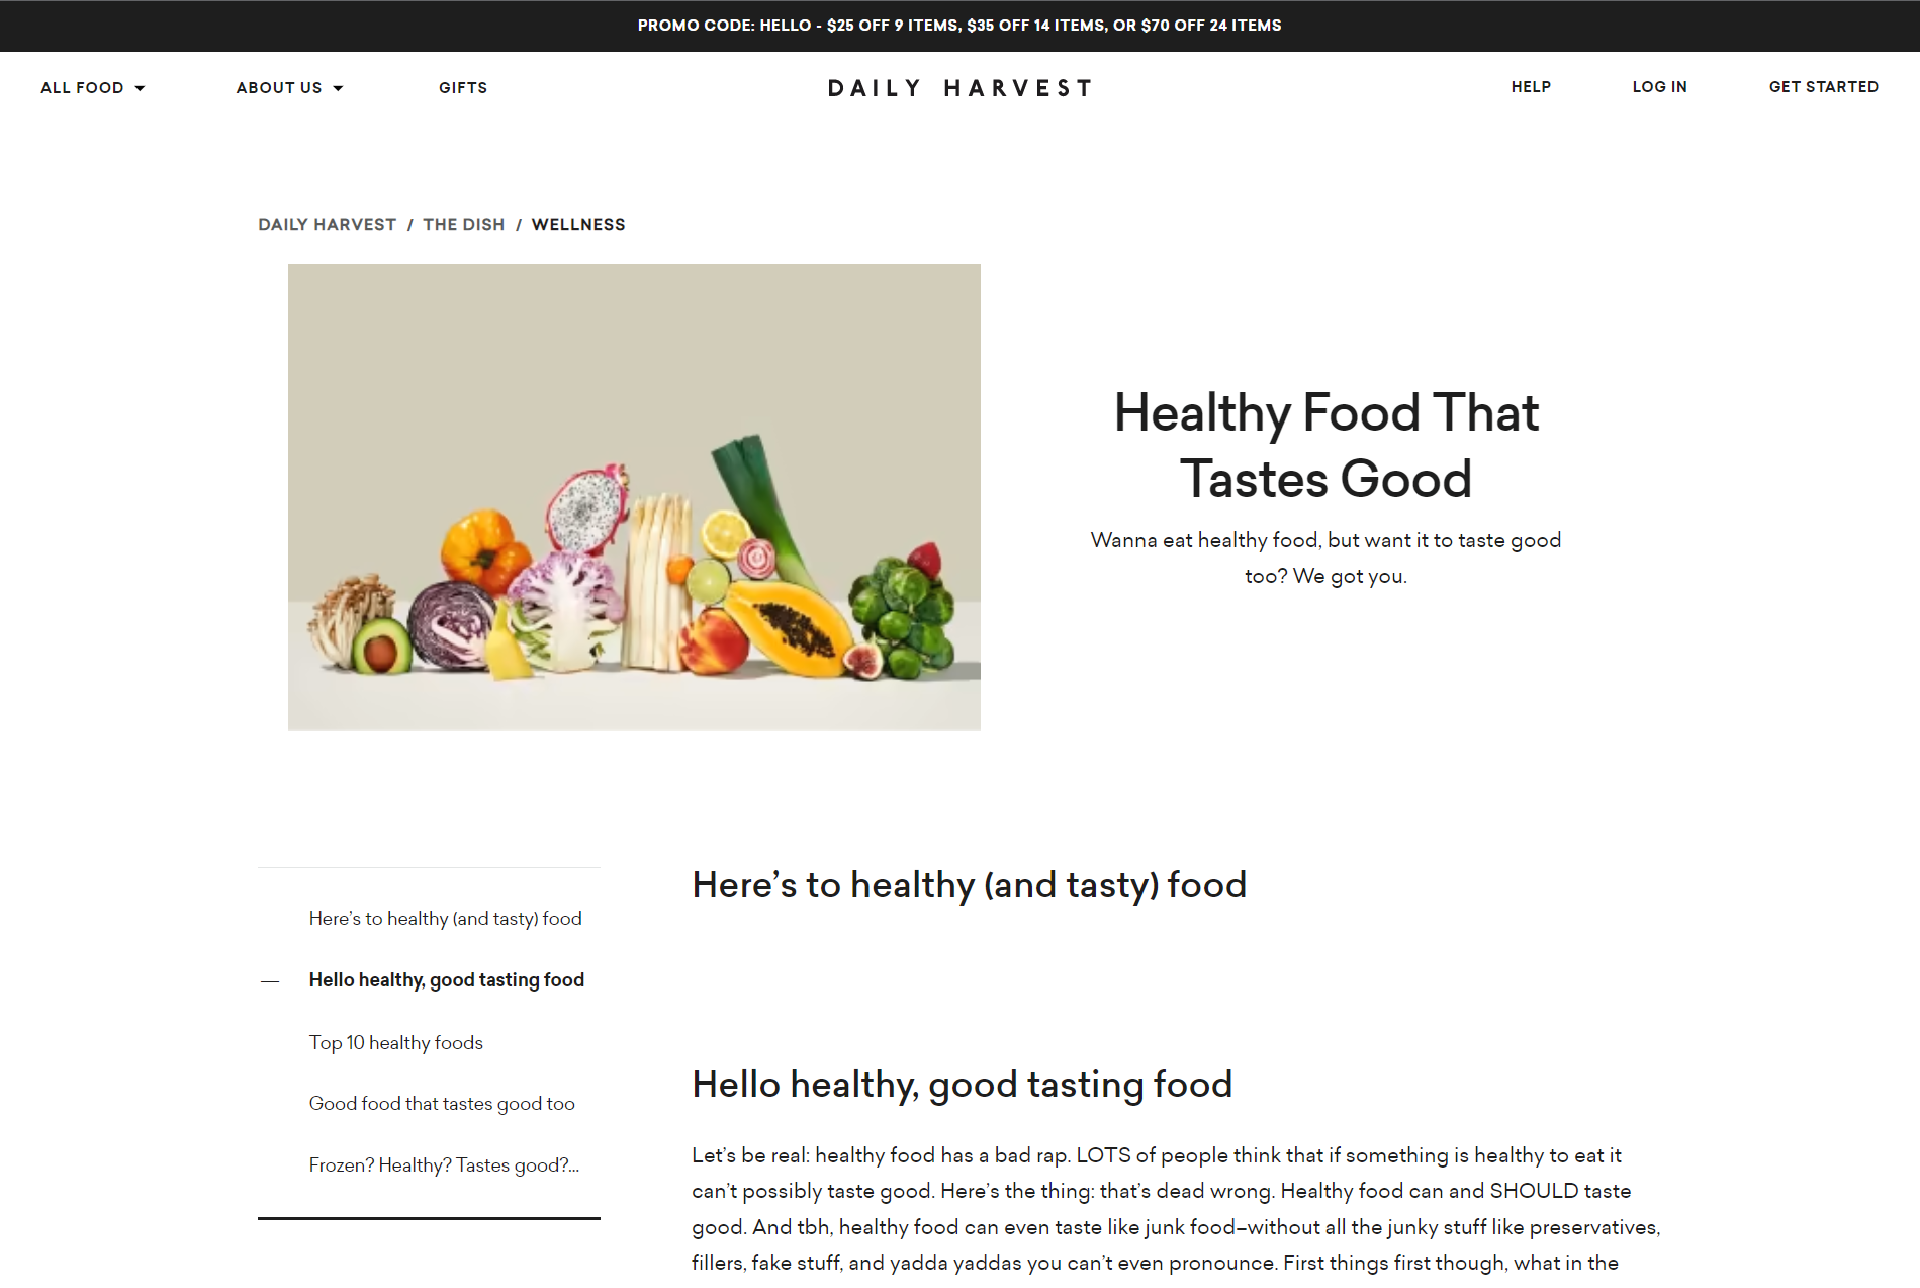 PROMO CODE: HELLO - $25 OFF 9 ITEMS, $35 OFF 14 ITEMS, OR $70 OFF 24 ITEMS
ALL FOOD ABOUT US GIFTS DAILY HARVEST HELP LOG IN GET STARTED
DAILY HARVEST / THE DISH / WELLNESS
Healthy Food That
Tastes Good
Wanna eat healthy food, but want it to taste good
too? We got you.
Here’s to healthy (and tasty) food
Hello healthy, good tasting food
Top 10 healthy foods
Good food that tastes good too
Frozen? Healthy? Tastes good?...
Here’s to healthy (and tasty) food
Hello healthy, good tasting food
Let’s be real: healthy food has a bad rap. LOTS of people think that if something is healthy to eat it
can’t possibly taste good. Here’s the thing: that’s dead wrong. Healthy food can and SHOULD taste
good. And tbh, healthy food can even taste like junk food–without all the junky stuff like preservatives,
fillers, fake stuff, and yadda yaddas you can’t even pronounce. First things first though, what in the